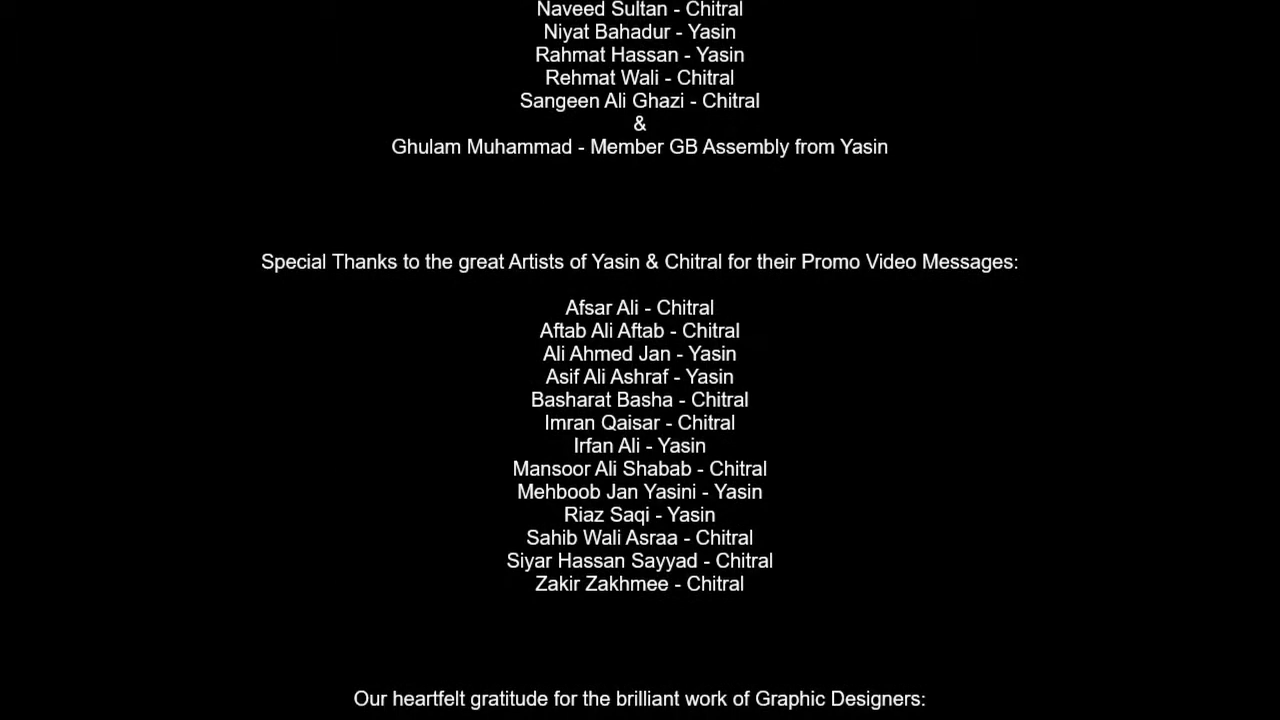 Naveed Sultan - Chitral
Niyat Bahadur - Yasin
Rahmat Hassan - Yasin
Rehmat Wali - Chitral
Sangeen Ali Ghazi - Chitral
&
Ghulam Muhammad - Member GB Assembly from Yasin
Special Thanks to the great Artists of Yasin & Chitral for their Promo Video Messages:
Afsar Ali - Chitral
Aftab Ali Aftab - Chitral
Ali Ahmed Jan - Yasin
Asif Ali Ashraf - Yasin
Basharat Basha - Chitral
Imran Qaisar - Chitral
Irfan Ali - Yasin
Mansoor Ali Shabab - Chitral
Mehboob Jan Yasini - Yasin
Riaz Saqi - Yasin
Sahib Wali Asraa - Chitral
Siyar Hassan Sayyad - Chitral
Zakir Zakhmee - Chitral
Our heartfelt gratitude for the brilliant work of Graphic Designers: